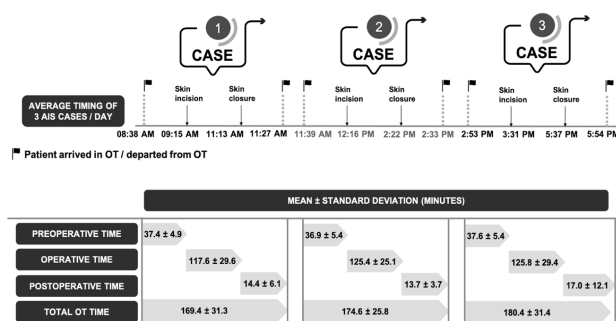 1
CASE
2
CASE
3
CASE
Skin incision
Skin closure
Skin incision
Skin closure
Skin incision
Skin closure
AVERAGE TIMING OF
3 AIS CASES / DAY
08:38 AM 09:15 AM 11:13 AM 11:27 AM 11:39 AM 12:16 PM 2:22 PM 2:33 PM 2:53 PM 3:31 PM 5:37 PM 5:54 PM
Patient arrived in OT / departed from OT
MEAN ± STANDARD DEVIATION (MINUTES)
PREOPERATIVE TIME 37.4 ± 4.9 36.9 ± 5.4 37.6 ± 5.4
OPERATIVE TIME 117.6 ± 29.6 125.4 ± 25.1 125.8 ± 29.4
POSTOPERATIVE TIME 14.4 ± 6.1 13.7 ± 3.7 17.0 ± 12.1
TOTAL OT TIME 169.4 ± 31.3 174.6 ± 25.8 180.4 ± 31.4